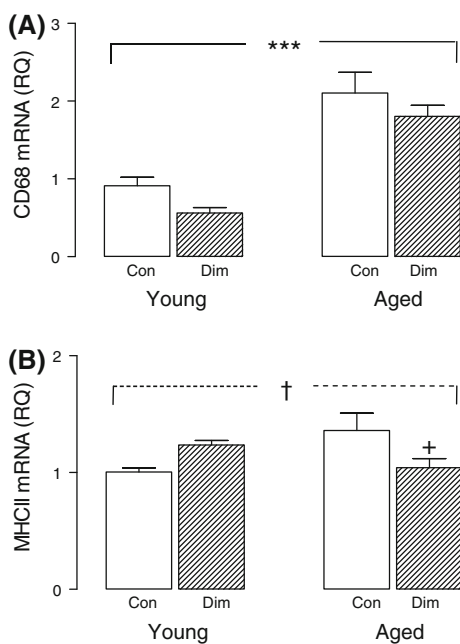 (A)
3
***
2
1
0
CD68 mRNA (RQ)
Con Dim Con Dim
Young Aged
(B)
2
†
+
1
0
MHCII mRNA (RQ)
Con Dim Con Dim
Young Aged